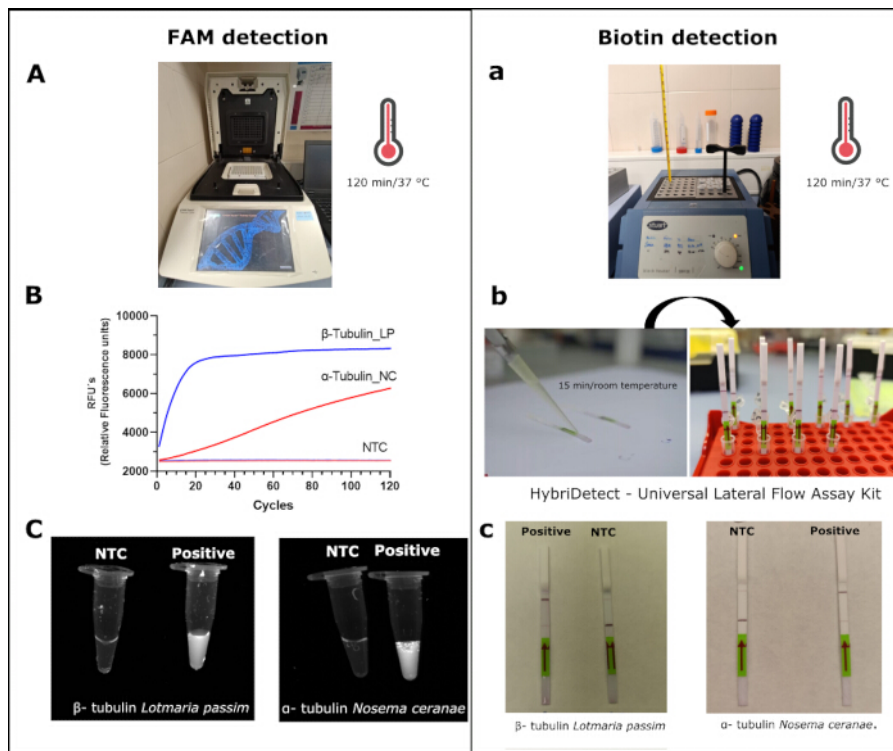 FAM detection
A
120 min/37 °C
B
RFU´s
(Relative Fluorescence units)
10000
8000
6000
4000
2000
β-Tubulin_LP
α-Tubulin_NC
NTC
0 20 40 60 80 100 120
Cycles
C
NTC Positive
β- tubulin Lotmaria passim
NTC Positive
α- tubulin Nosema ceranae
Biotin detection
a
stuart
120 min/37 °C
b
15 min/room temperature
HybriDetect - Universal Lateral Flow Assay Kit
c
Positive NTC
β- tubulin Lotmaria passim
NTC Positive
α- tubulin Nosema ceranae.